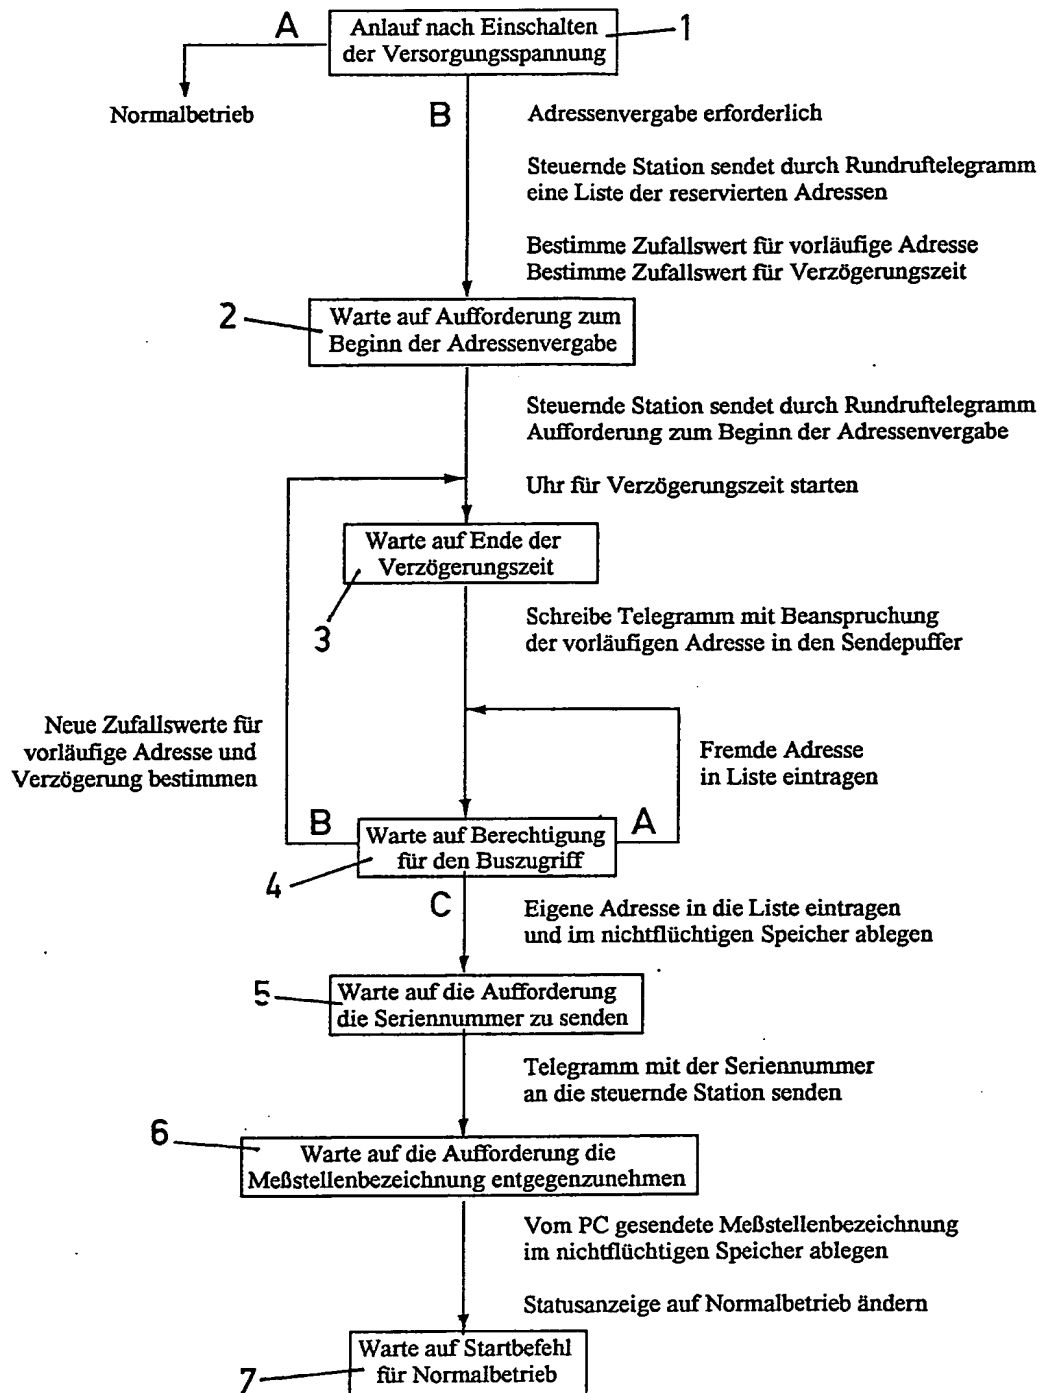 A
Anlauf nach Einschalten
der Versorgungsspannung
1
Normalbetrieb
B
Adressenvergabe erforderlich
Steuernde Station sendet durch Rundruftelegramm
eine Liste der reservierten Adressen
Bestimme Zufallswert für vorläufige Adresse
Bestimme Zufallswert für Verzögerungszeit
2
Warte auf Aufforderung zum
Beginn der Adressenvergabe
Steuernde Station sendet durch Rundruftelegramm
Aufforderung zum Beginn der Adressenvergabe
Uhr für Verzögerungszeit starten
Warte auf Ende der
Verzögerungszeit
3
Schreibe Telegramm mit Beanspruchung
der vorläufigen Adresse in den Sendepuffer
Neue Zufallswerte für
vorläufige Adresse und
Verzögerung bestimmen
Fremde Adresse
in Liste eintragen
B
Warte auf Berechtigung
für den Buszugriff
A
4
C
Eigene Adresse in die Liste eintragen
und im nichtflüchtigen Speicher ablegen
5
Warte auf die Aufforderung
die Seriennummer zu senden
Telegramm mit der Seriennummer
an die steuernde Station senden
6
Warte auf die Aufforderung die
Meßstellenbezeichnung entgegenzunehmen
Vom PC gesendete Meßstellenbezeichnung
im nichtflüchtigen Speicher ablegen
Statusanzeige auf Normalbetrieb ändern
Warte auf Startbefehl
für Normalbetrieb
7